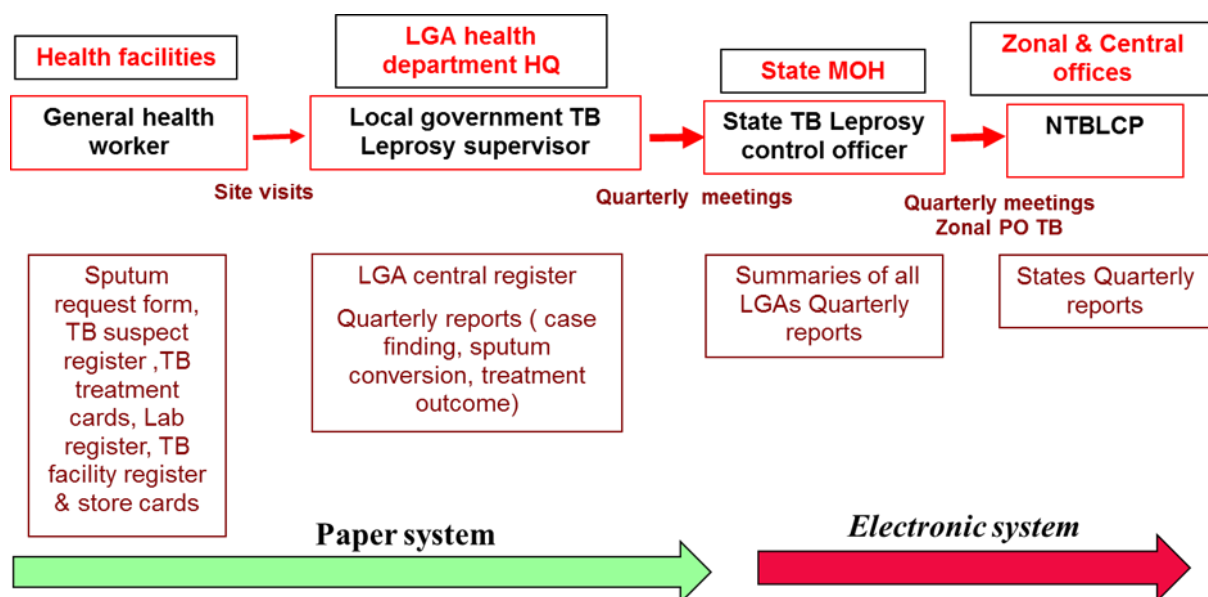 Health facilities
LGA health
department HQ
State MOH
Zonal & Central
offices
General health
worker
Local government TB
Leprosy supervisor
State TB Leprosy
control officer
NTBLCP
Site visits
Quarterly meetings
Quarterly meetings
Zonal PO TB
Sputum
request form,
TB suspect
register ,TB
treatment
cards, Lab
register, TB
facility register
& store cards
LGA central register
Quarterly reports ( case
finding, sputum
conversion, treatment
outcome)
Summaries of all
LGAs Quarterly
reports
States Quarterly
reports
Paper system
Electronic system